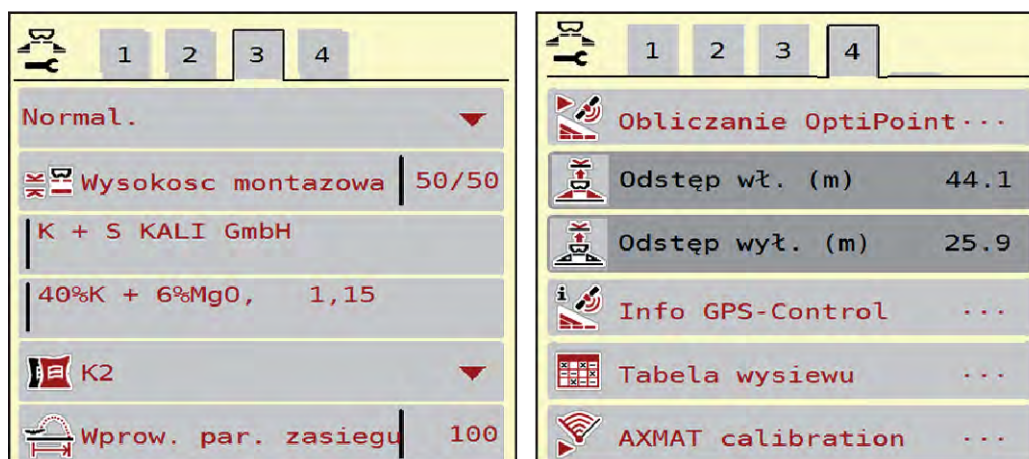 1 2 3 4
Normal.
Wysokosc montazowa 50/50
K + S KALI GmbH
40%K + 6%MgO, 1,15
K2
Wprow. par. zasiegu 100
1 2 3 4
Obliczanie OptiPoint ...
Odstęp wł. (m) 44.1
Odstęp wył. (m) 25.9
i
Info GPS-Control ...
Tabela wysiewu ...
AXMAT calibration ...